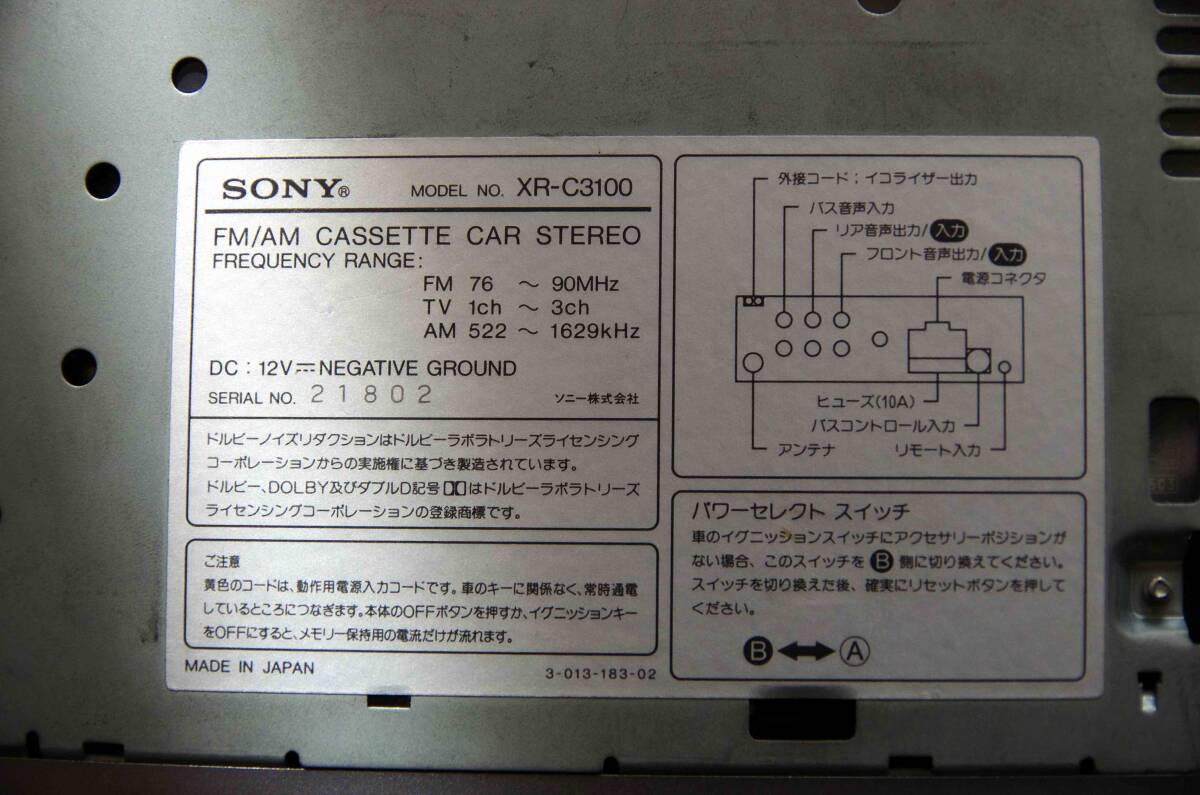 SONY® MODEL NO. XR-C3100
FM/AM CASSETTE CAR STEREO
FREQUENCY RANGE:
FM 76 ～ 90MHz
TV 1ch ～ 3ch
AM 522 ～ 1629kHz
DC : 12V⎓NEGATIVE GROUND
SERIAL NO. 21802 ソニー株式会社
ドルビーノイズリダクションはドルビーラボラトリーズライセンシング
コーポレーションからの実施権に基づき製造されています。
ドルビー、DOLBY及びダブルD記号はドルビーラボラトリーズ
ライセンシングコーポレーションの登録商標です。
ご注意
黄色のコードは、動作用電源入力コードです。車のキーに関係なく、常時通電
しているところにつなぎます。本体のOFFボタンを押すか、イグニッションキー
をOFFにすると、メモリー保持用の電流だけが流れます。
MADE IN JAPAN 3-013-183-02
外接コード；イコライザー出力
バス音声入力
リア音声出力/入力
フロント音声出力/入力
電源コネクタ
ヒューズ(10A)
バスコントロール入力
アンテナ リモート入力
パワーセレクト スイッチ
車のイグニッションスイッチにアクセサリーポジションが
ない場合、このスイッチを B 側に切り換えてください。
スイッチを切り換えた後、確実にリセットボタンを押して
ください。
B A